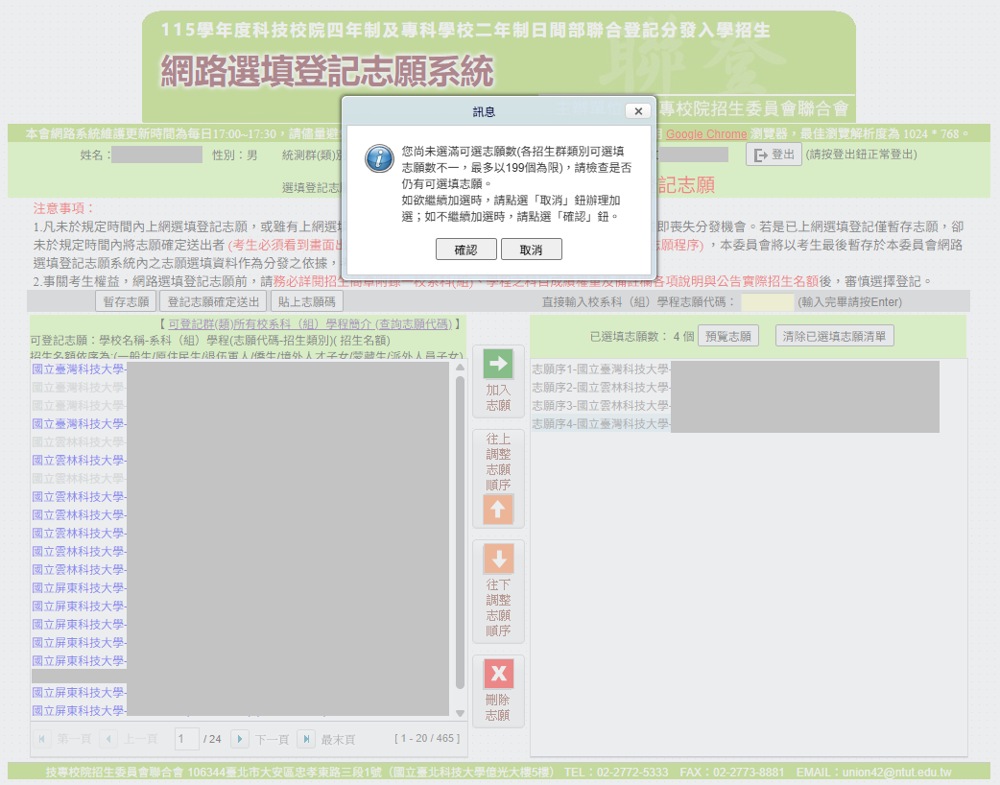 115學年度科技校院四年制及專科學校二年制日間部聯合登記分發入學招生
網路選填登記志願系統
專校院招生委員會聯合會
本會網路系統維護更新時間為每日17:00~17:30，請儘量避
Google Chrome 瀏覽器，最佳瀏覽解析度為 1024 * 768。
姓名：
性別：男
統測群(類)別
登出
(請按登出鈕正常登出)
選填登記志
記志願
訊息
您尚未選滿可選志願數(各招生群類別可選填
志願數不一，最多以199個為限)，請檢查是否
仍有可選填志願。
如欲繼續加選時，請點選「取消」鈕辦理加
選；如不繼續加選時，請點選「確認」鈕。
確認
取消
注意事項：
1.凡未於規定時間內上網選填登記志願，或雖有上網選
即喪失分發機會。若是已上網選填登記僅暫存志願，卻
未於規定時間內將志願確定送出者 (考生必須看到畫面出
志願程序) ，本委員會將以考生最後暫存於本委員會網路
選填登記志願系統內之志願選填資料作為分發之依據，
2.事關考生權益，網路選填登記志願前，請務必詳閱招生簡章附錄一校系科(組)、學程之科目成績權重及備註欄各項說明與公告實際招生名額後，審慎選擇登記。
暫存志願
登記志願確定送出
貼上志願碼
直接輸入校系科（組）學程志願代碼：
(輸入完畢請按Enter)
【 可登記群(類)所有校系科（組）學程簡介 (查詢志願代碼) 】
可登記志願：學校名稱-系科（組）學程(志願代碼-招生類別)( 招生名額)
招生名額依序為:(一般生/原住民生/退伍軍人/僑生/境外人才子女/蒙藏生/派外人員子女)
國立臺灣科技大學-
國立臺灣科技大學-
國立臺灣科技大學-
國立臺灣科技大學-
國立雲林科技大學-
國立雲林科技大學-
國立雲林科技大學-
國立雲林科技大學-
國立雲林科技大學-
國立雲林科技大學-
國立雲林科技大學-
國立雲林科技大學-
國立屏東科技大學-
國立屏東科技大學-
國立屏東科技大學-
國立屏東科技大學-
國立屏東科技大學-
國立屏東科技大學-
國立屏東科技大學-
第一頁
上一頁
1
/ 24
下一頁
最末頁
[ 1 - 20 / 465 ]
加入
志願
往上
調整
志願
順序
往下
調整
志願
順序
刪除
志願
已選填志願數： 4 個
預覽志願
清除已選填志願清單
志願序1-國立臺灣科技大學-
志願序2-國立雲林科技大學-
志願序3-國立雲林科技大學-
志願序4-國立臺灣科技大學-
技專校院招生委員會聯合會 106344臺北市大安區忠孝東路三段1號（國立臺北科技大學億光大樓5樓） TEL：02-2772-5333 FAX：02-2773-8881 EMAIL：union42@ntut.edu.tw